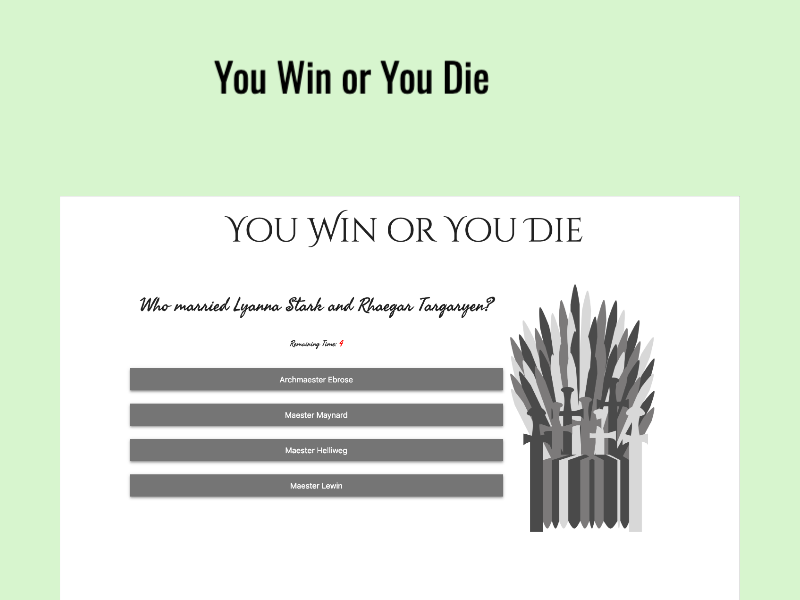 You Win or You Die
You Win or You Die
Who married Lyanna Stark and Rhaegar Targaryen?
Remaining Time: 4
Archmaester Ebrose
Maester Maynard
Maester Helliweg
Maester Lewin